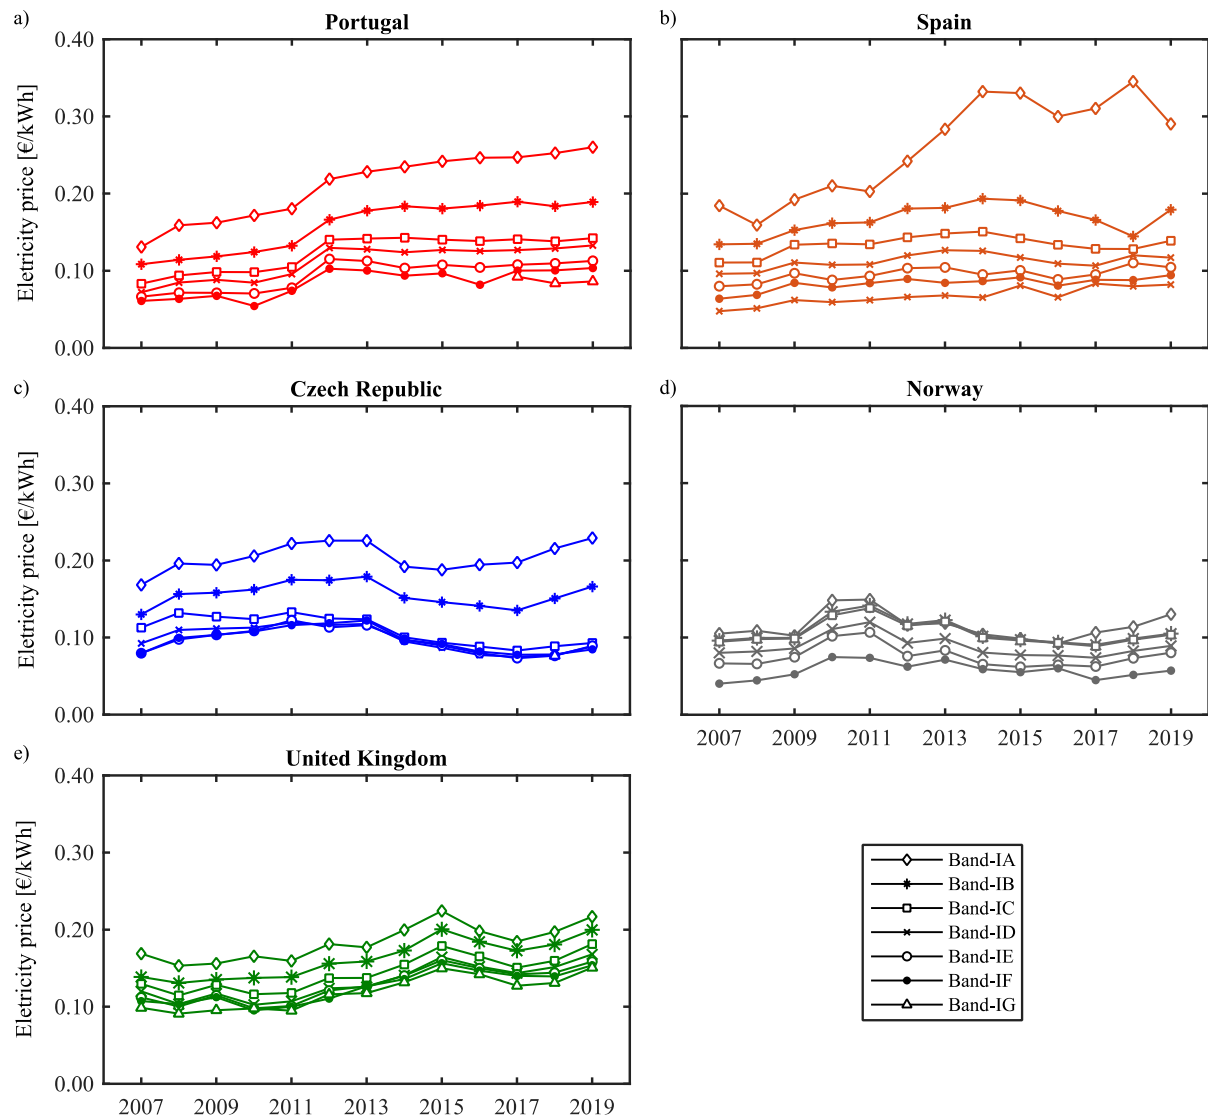 a)
Portugal
0.40
0.30
0.20
0.10
0.00
Eletricity price [€/kWh]
b)
Spain
c)
Czech Republic
0.40
0.30
0.20
0.10
0.00
Eletricity price [€/kWh]
d)
Norway
2007 2009 2011 2013 2015 2017 2019
e)
United Kingdom
0.40
0.30
0.20
0.10
0.00
Eletricity price [€/kWh]
2007 2009 2011 2013 2015 2017 2019
Band-IA
Band-IB
Band-IC
Band-ID
Band-IE
Band-IF
Band-IG